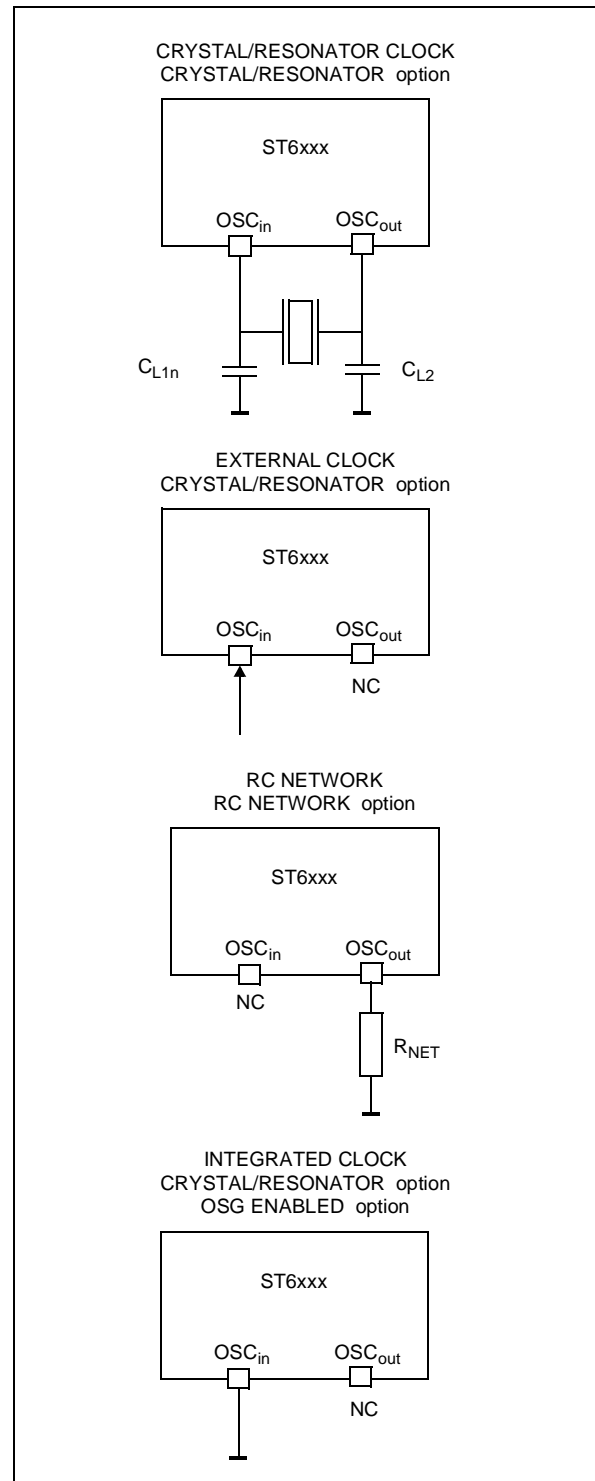 CRYSTAL/RESONATOR CLOCK
CRYSTAL/RESONATOR option
ST6xxx
OSCin OSCout
CL1n CL2
EXTERNAL CLOCK
CRYSTAL/RESONATOR option
ST6xxx
OSCin OSCout
NC
RC NETWORK
RC NETWORK option
ST6xxx
OSCin OSCout
NC
RNET
INTEGRATED CLOCK
CRYSTAL/RESONATOR option
OSG ENABLED option
ST6xxx
OSCin OSCout
NC